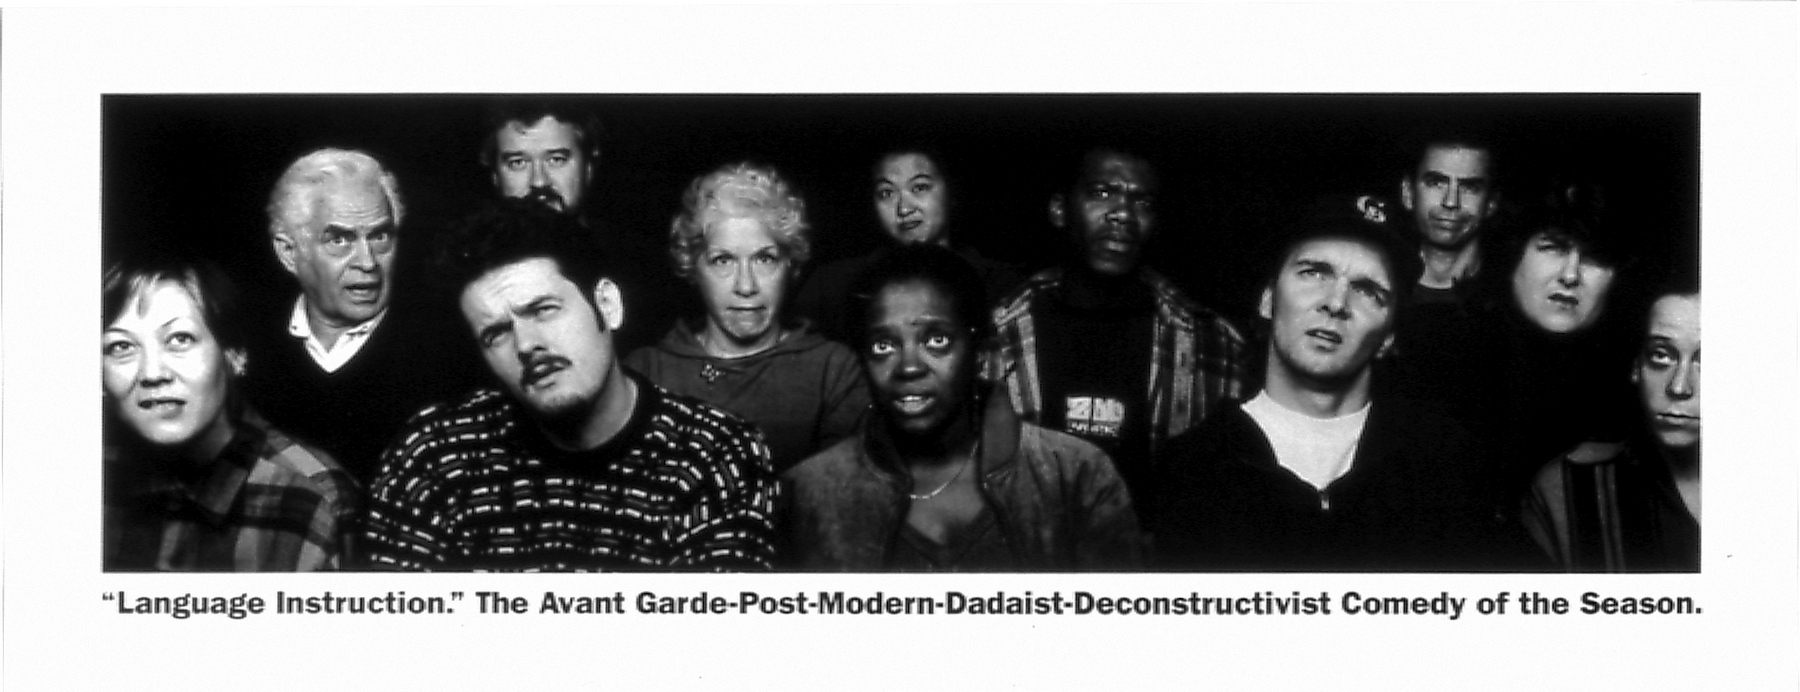 “Language Instruction.” The Avant Garde-Post-Modern-Dadaist-Deconstructivist Comedy of the Season.